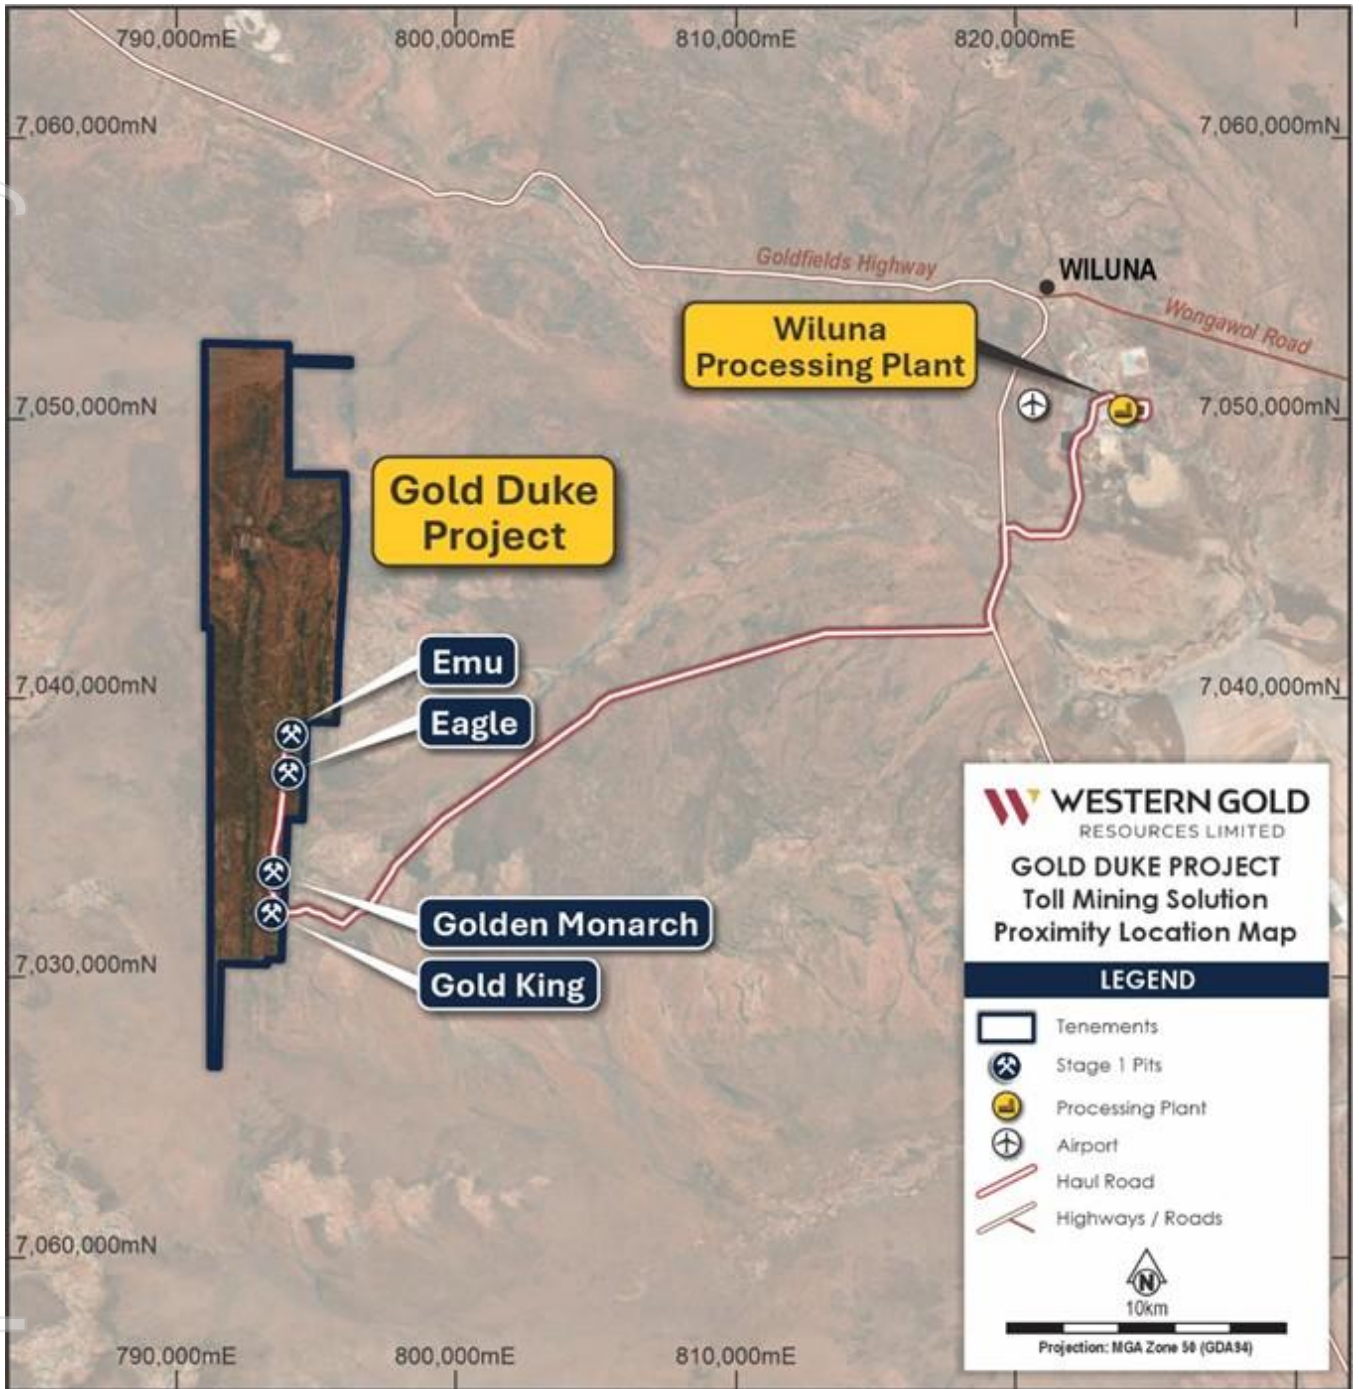 790,000mE
800,000mE
810,000mE
820,000mE
7,060,000mN
7,060,000mN
Goldfields Highway
WILUNA
Wongawol Road
Wiluna
Processing Plant
7,050,000mN
7,050,000mN
Gold Duke
Project
Emu
7,040,000mN
7,040,000mN
Eagle
Golden Monarch
7,030,000mN
Gold King
WESTERN GOLD
RESOURCES LIMITED
GOLD DUKE PROJECT
Toll Mining Solution
Proximity Location Map
LEGEND
Tenements
Stage 1 Pits
Processing Plant
Airport
Haul Road
Highways / Roads
N
10km
Projection: MGA Zone 50 (GDA94)
7,060,000mN
790,000mE
800,000mE
810,000mE